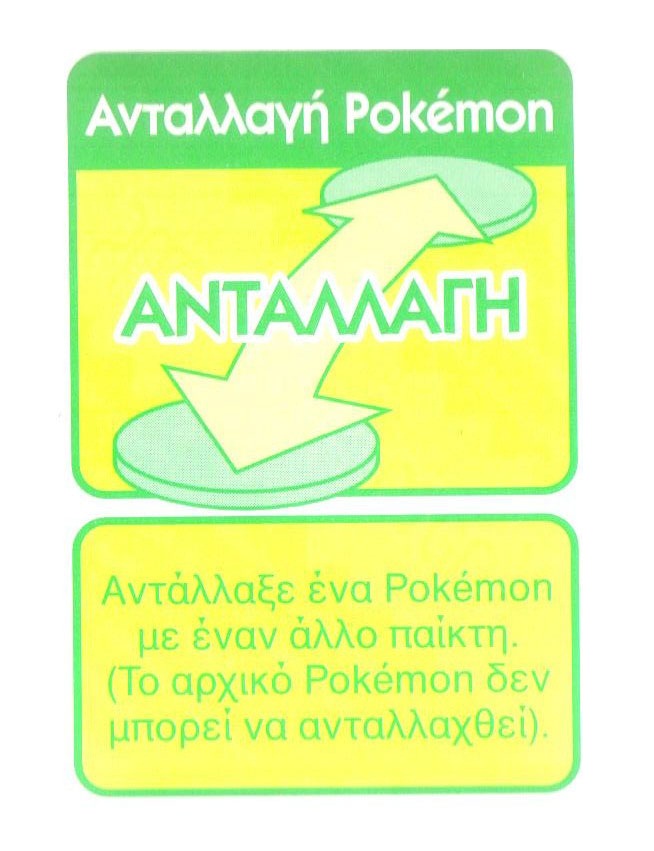 Ανταλλαγή Pokémon
ΑΝΤΑΛΛΑΓΗ
Αντάλλαξε ένα Pokémon
με έναν άλλο παίκτη.
(Το αρχικό Pokémon δεν
μπορεί να ανταλλαχθεί).